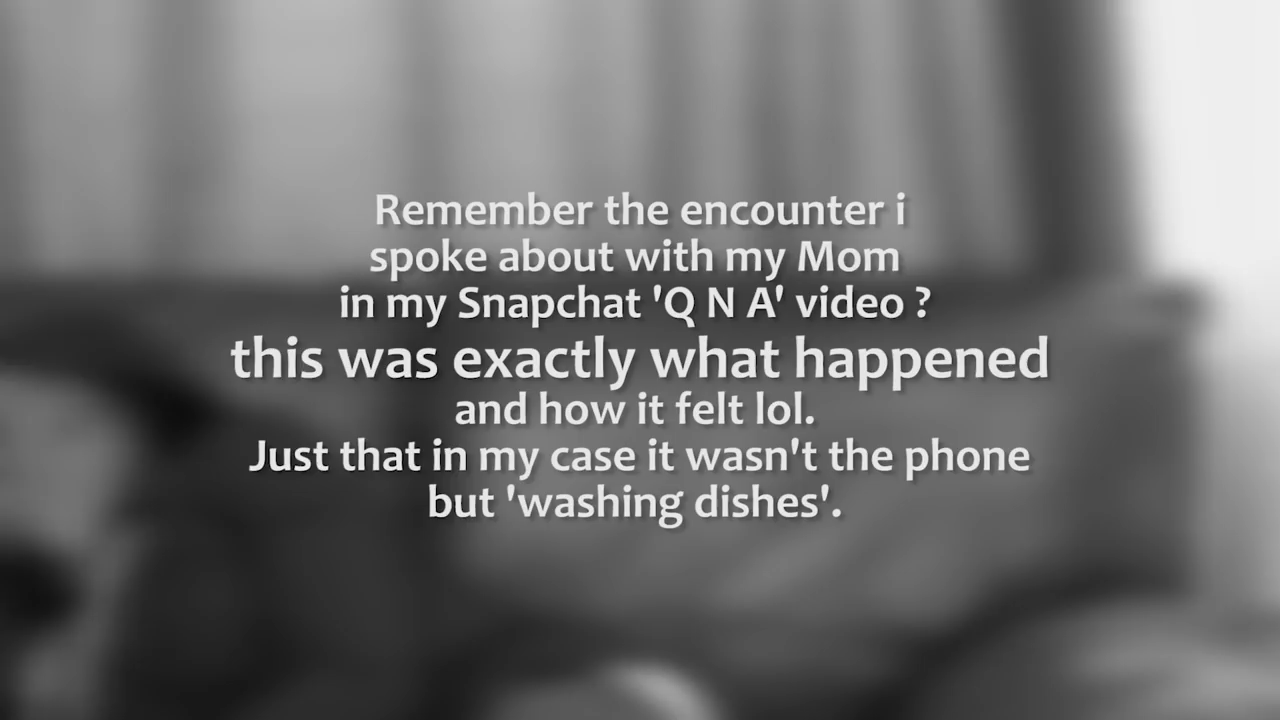 Remember the encounter i
spoke about with my Mom
in my Snapchat 'Q N A' video ?
this was exactly what happened
and how it felt lol.
Just that in my case it wasn't the phone
but 'washing dishes'.